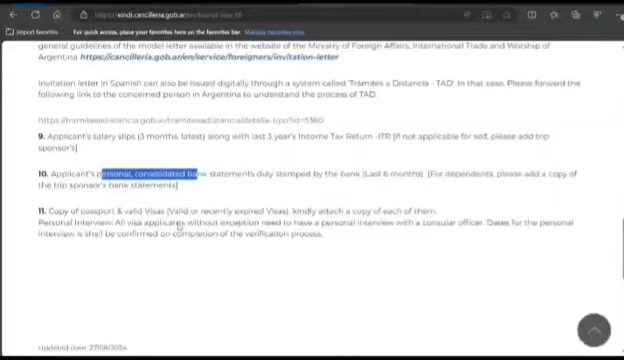 Import favorites For quick access, place your favorites here on the favorites bar. Manage favorites now
general guidelines of the model letter available in the website of the Ministry of Foreign Affairs, International Trade and Worship of
Argentina https://cancilleria.gob.ar/en/service/foreigners/invitation-letter
Invitation letter in Spanish can also be issued digitally through a system called 'Trámites a Distancia - TAD'. In that case, Please forward the
following link to the concerned person in Argentina to understand the process of TAD.
9. Applicant's salary slips (3 months, latest) along with last 3 year's Income Tax Return -ITR [If not applicable for self, please add trip
sponsor's]
10. Applicant's personal, consolidated bank statements duly stamped by the bank (Last 6 months). [For dependents, please add a copy of
the trip sponsor's bank statements]
11. Copy of passport & valid Visas (Valid or recently expired Visas), kindly attach a copy of each of them.
Personal Interview: All visa applicants without exception need to have a personal interview with a consular officer. Dates for the personal
interview is shall be confirmed on completion of the verification process.
Updated date: 27/08/2024